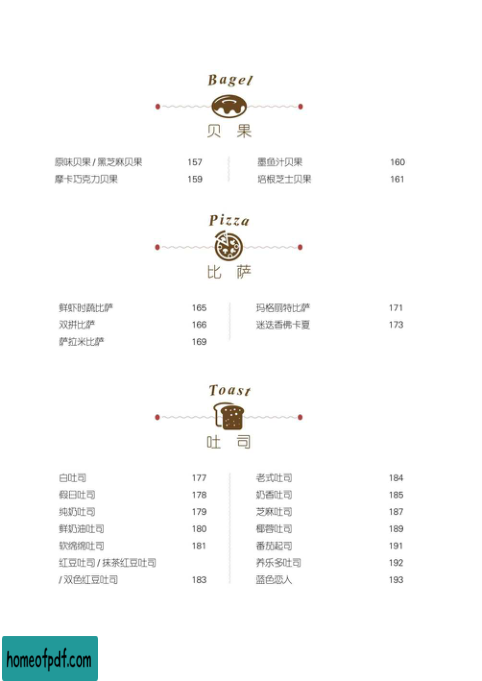 Bagel
贝 果
原味贝果 / 黑芝麻贝果 157
摩卡巧克力贝果 159
墨鱼汁贝果 160
培根芝士贝果 161
Pizza
比 萨
鲜虾时蔬比萨 165
双拼比萨 166
萨拉米比萨 169
玛格丽特比萨 171
迷迭香佛卡夏 173
Toast
吐 司
白吐司 177
假日吐司 178
纯奶吐司 179
鲜奶油吐司 180
软绵绵吐司 181
红豆吐司 / 抹茶红豆吐司
/ 双色红豆吐司 183
老式吐司 184
奶香吐司 185
芝麻吐司 187
椰蓉吐司 189
番茄起司 191
养乐多吐司 192
蓝色恋人 193
homeofpdf.com